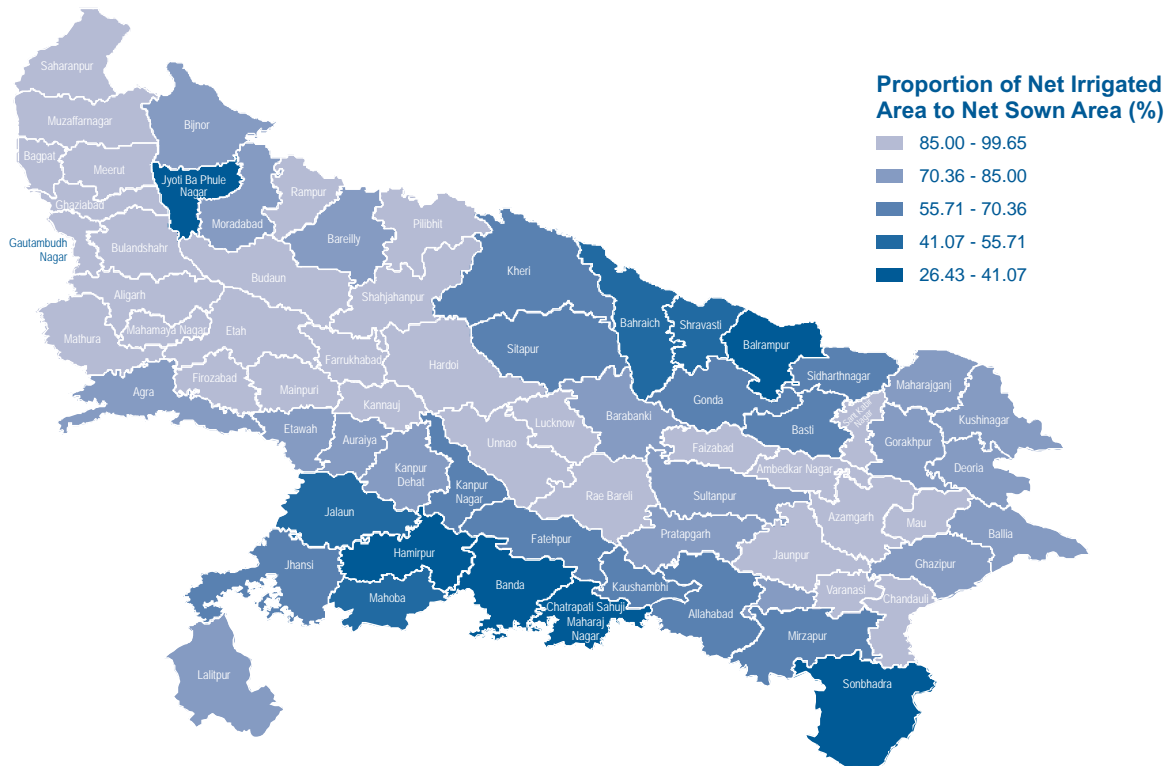 Proportion of Net Irrigated
Area to Net Sown Area (%)
85.00 - 99.65
70.36 - 85.00
55.71 - 70.36
41.07 - 55.71
26.43 - 41.07
Saharanpur
Muzaffarnagar
Bijnor
Bagpat
Meerut
Jyoti Ba Phule
Nagar
Rampur
Ghaziabad
Moradabad
Pilibhit
Bareilly
Gautambudh
Nagar
Bulandshahr
Budaun
Kheri
Shahjahanpur
Aligarh
Bahraich
Shravasti
Balrampur
Mathura
Mahamaya Nagar
Etah
Sitapur
Farrukhabad
Hardoi
Sidharthnagar
Maharajganj
Agra
Firozabad
Mainpuri
Kannauj
Gonda
Kushinagar
Sant Kabir
Nagar
Etawah
Auraiya
Unnao
Lucknow
Barabanki
Basti
Gorakhpur
Faizabad
Kanpur
Dehat
Ambedkar Nagar
Deoria
Kanpur
Nagar
Rae Bareli
Sultanpur
Jalaun
Azamgarh
Mau
Ballia
Fatehpur
Pratapgarh
Jaunpur
Jhansi
Hamirpur
Ghazipur
Banda
Kaushambhi
Varanasi
Chandauli
Mahoba
Chatrapati Sahuji
Maharaj
Nagar
Allahabad
Mirzapur
Lalitpur
Sonbhadra